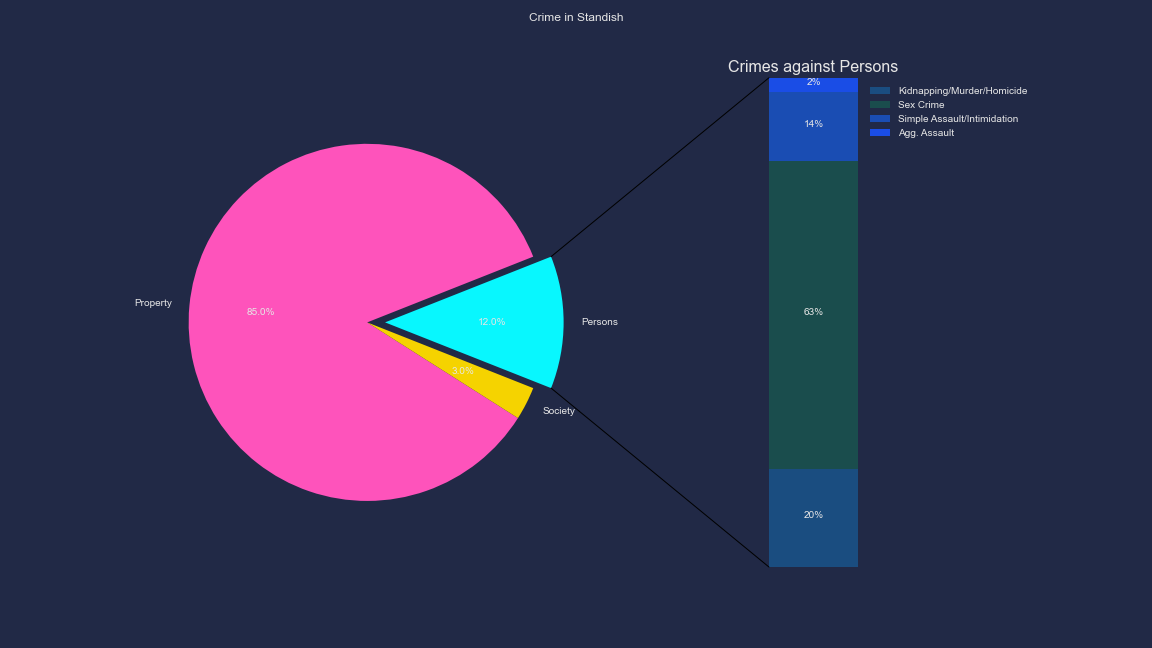 Crime in Standish
Crimes against Persons
2%
Kidnapping/Murder/Homicide
Sex Crime
Simple Assault/Intimidation
Agg. Assault
14%
Property
85.0%
12.0%
Persons
63%
3.0%
Society
20%